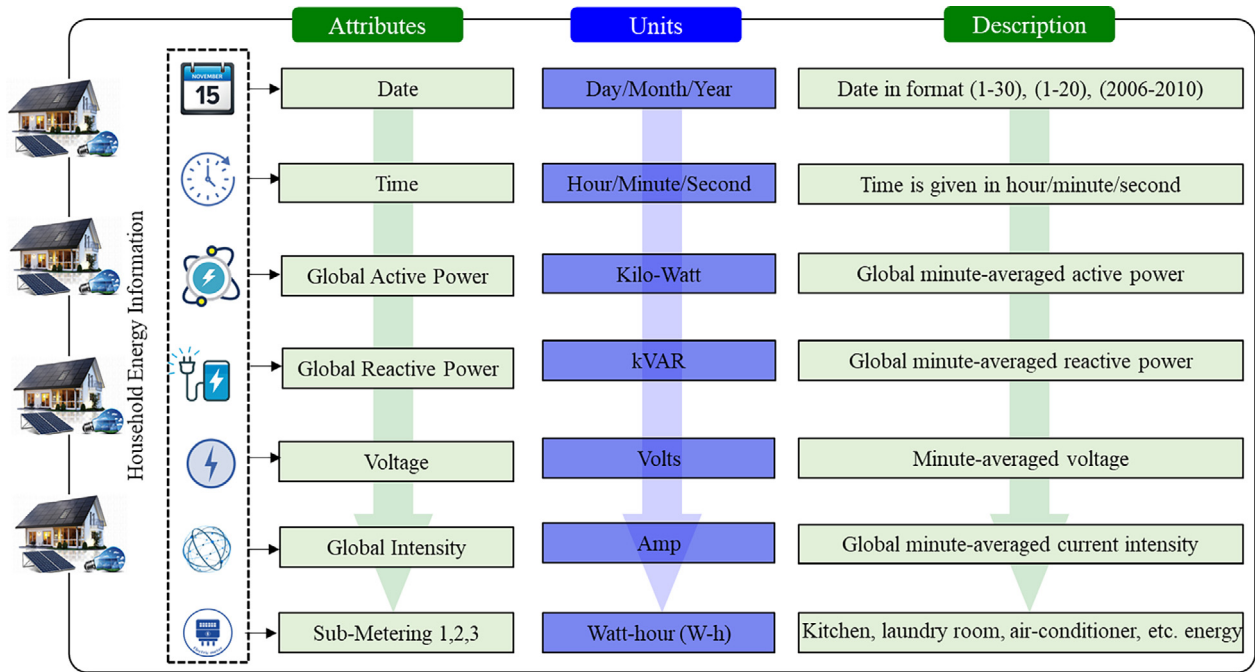 Attributes
Units
Description
Household Energy Information
NOVEMBER
15
Date
Day/Month/Year
Date in format (1-30), (1-20), (2006-2010)
Time
Hour/Minute/Second
Time is given in hour/minute/second
Global Active Power
Kilo-Watt
Global minute-averaged active power
Global Reactive Power
kVAR
Global minute-averaged reactive power
Voltage
Volts
Minute-averaged voltage
Global Intensity
Amp
Global minute-averaged current intensity
Sub-Metering 1,2,3
Watt-hour (W-h)
Kitchen, laundry room, air-conditioner, etc. energy